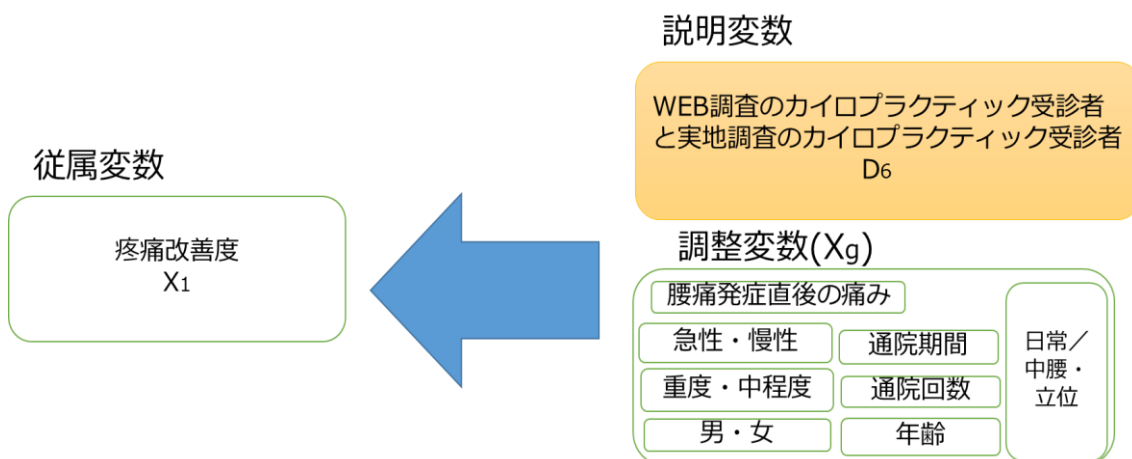 説明変数
WEB調査のカイロプラクティック受診者
と実地調査のカイロプラクティック受診者
D6
従属変数
疼痛改善度
X1
調整変数(Xg)
腰痛発症直後の痛み
急性・慢性
通院期間
重度・中程度
通院回数
男・女
年齢
日常／
中腰・
立位